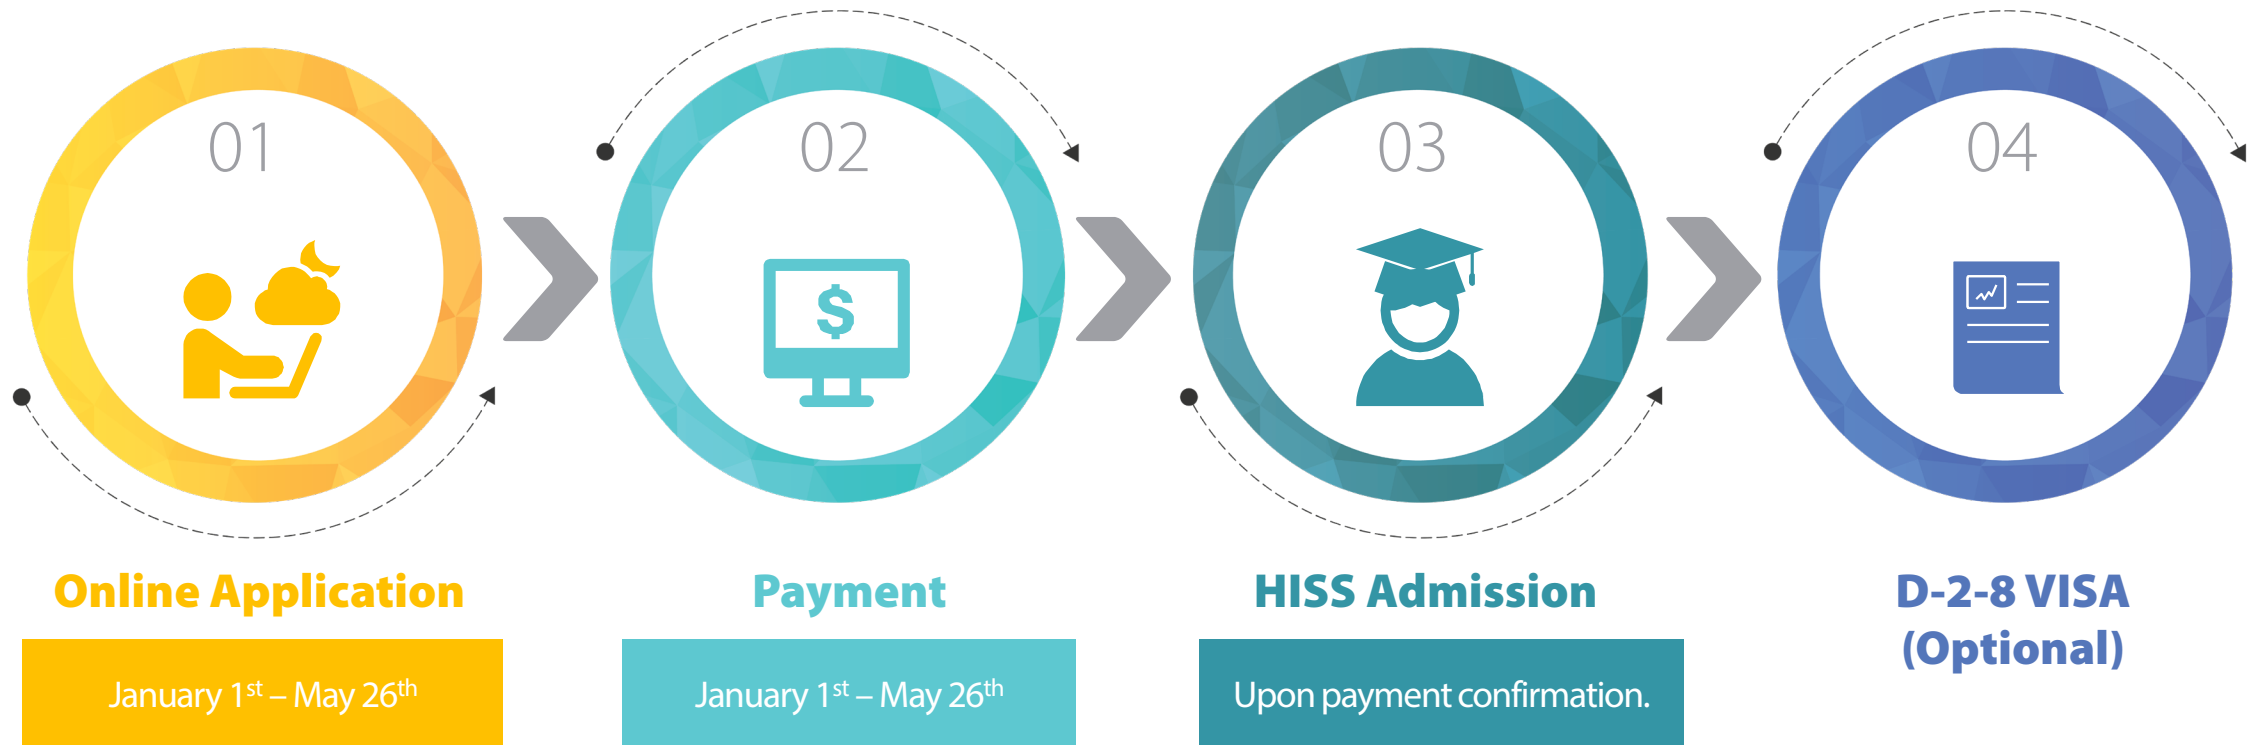 01
02
03
04
$
Online Application
January 1st – May 26th
Payment
January 1st – May 26th
HISS Admission
Upon payment confirmation.
D-2-8 VISA
(Optional)